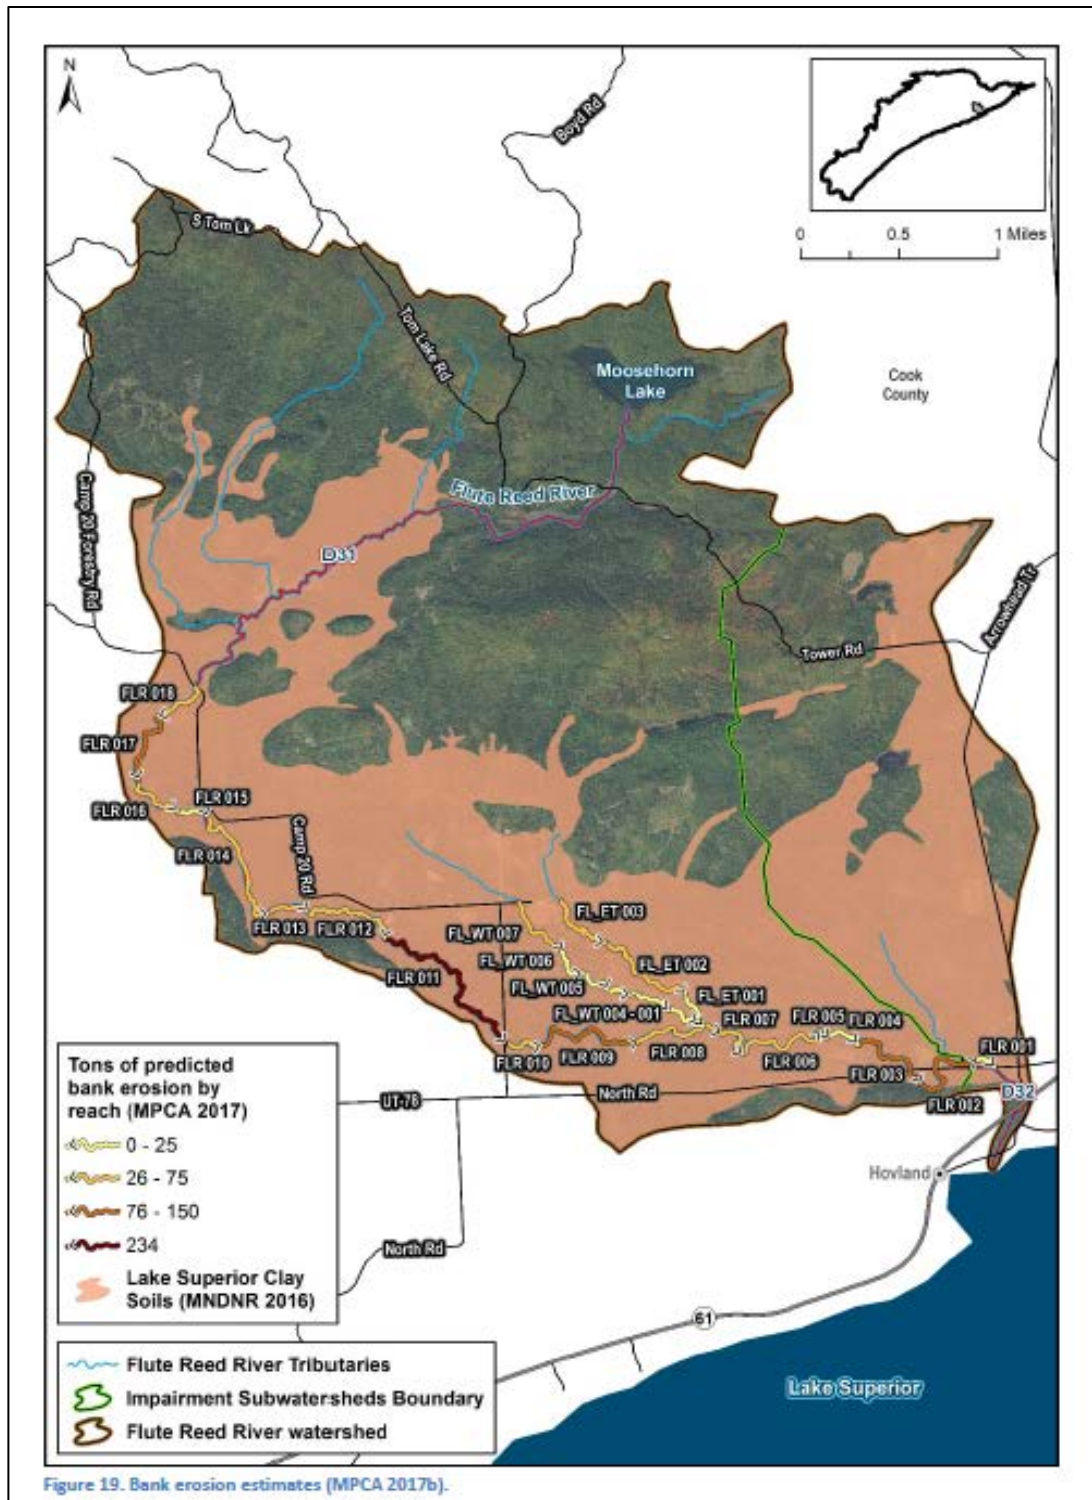 N
Boyd Rd
0 0.5 1 Miles
S Tom Lk
Tom Lake Rd
Moosehorn
Lake
Cook
County
Camp 20 Forestry Rd
Flute Reed River
D31
Arrowhead Tr
Tower Rd
FLR 018
FLR 017
FLR 016
FLR 015
FLR 014
Camp 20 Rd
FLR 013
FLR 012
FLR 011
FL_ET 003
FL_WT 007
FL_WT 006
FL_ET 002
FL_WT 005
FL_ET 001
FL_WT 004 - 001
FLR 007
FLR 005
FLR 004
FLR 010
FLR 009
FLR 008
FLR 006
FLR 001
FLR 003
FLR 002
D32
UT-78
North Rd
Hovland
North Rd
61
Lake Superior
Tons of predicted
bank erosion by
reach (MPCA 2017)
0 - 25
26 - 75
76 - 150
234
Lake Superior Clay
Soils (MNDNR 2016)
Flute Reed River Tributaries
Impairment Subwatersheds Boundary
Flute Reed River watershed
Figure 19. Bank erosion estimates (MPCA 2017b).